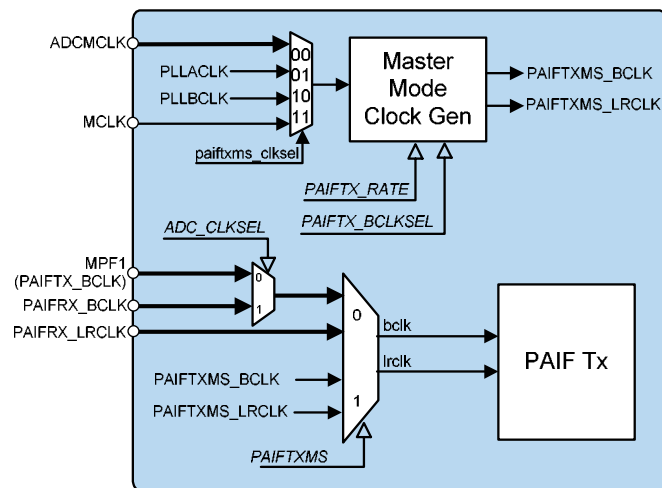 ADCMCLK
PLLACLK
PLLBCLK
MCLK
00
01
10
11
paiftxms_clksel
Master
Mode
Clock Gen
PAIFTXMS_BCLK
PAIFTXMS_LRCLK
PAIFTX_RATE
PAIFTX_BCLKSEL
ADC_CLKSEL
MPF1
(PAIFTX_BCLK)
PAIFRX_BCLK
PAIFRX_LRCLK
0
1
0
1
PAIFTXMS_BCLK
PAIFTXMS_LRCLK
PAIFTXMS
bclk
lrclk
PAIF Tx